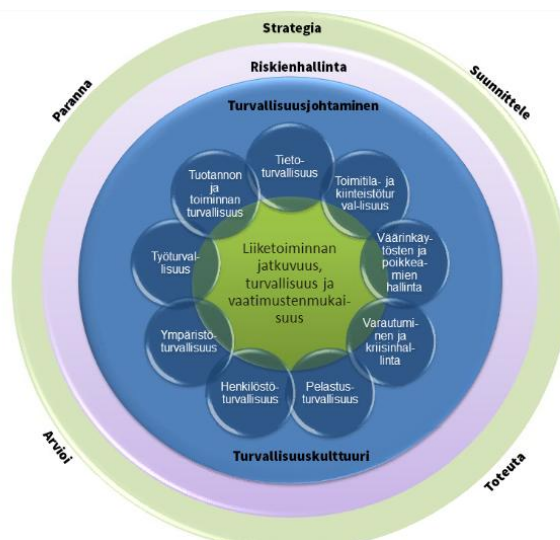 Strategia
Riskienhallinta
Paranna
Suunnittele
Turvallisuusjohtaminen
Tieto-
turvallisuus
Tuotannon
ja
toiminnan
turvallisuus
Toimitila- ja
kiinteistötur
val-lisuus
Työturval-
lisuus
Liiketoiminnan
jatkuvuus,
turvallisuus ja
vaatimustenmukai-
suus
Väärinkäy-
tösten ja
poikkea-
mien
hallinta
Ympäristö-
turvallisuus
Varautumi-
nen ja
kriisinhal-
linta
Henkilöstö-
turvallisuus
Pelastus-
turvallisuus
Turvallisuuskulttuuri
Arvioi
Toteuta